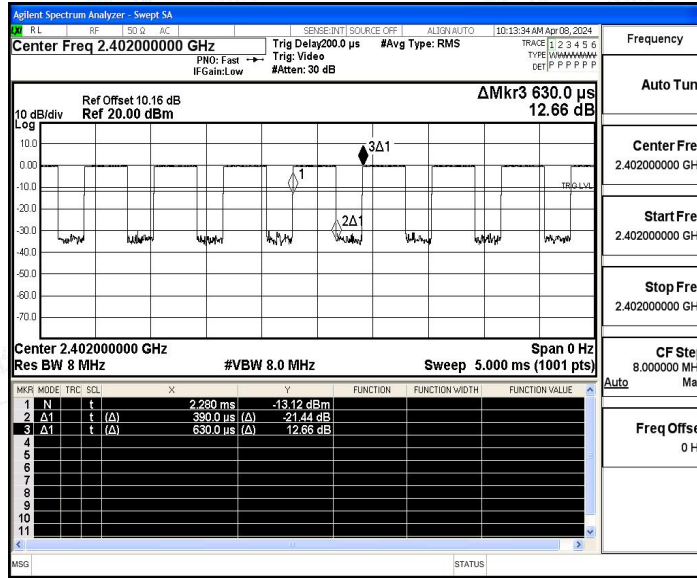 Agilent Spectrum Analyzer - Swept SA
LXI RL RF 50 Ω AC SENSE:INT SOURCE OFF ALIGN AUTO 10:13:34 AM Apr 08, 2024
Center Freq 2.402000000 GHz
PNO: Fast
IFGain:Low
Trig Delay200.0 µs
Trig: Video
#Atten: 30 dB
#Avg Type: RMS
TRACE 1 2 3 4 5 6
TYPE WWWWWW
DET P P P P P P
ΔMkr3 630.0 µs
12.66 dB
Ref Offset 10.16 dB
10 dB/div Ref 20.00 dBm
Log
10.0
0.00
-10.0
-20.0
-30.0
-40.0
-50.0
-60.0
-70.0
3Δ1
1
TRIG LVL
2Δ1
Center 2.402000000 GHz Span 0 Hz
Res BW 8 MHz #VBW 8.0 MHz Sweep 5.000 ms (1001 pts)
MKR MODE TRC SCL X Y FUNCTION FUNCTION WIDTH FUNCTION VALUE
1 N t 2.280 ms -13.12 dBm
2 Δ1 t (Δ) 390.0 µs (Δ) -21.44 dB
3 Δ1 t (Δ) 630.0 µs (Δ) 12.66 dB
4
5
6
7
8
9
10
11
MSG STATUS
Frequency
Auto Tun
Center Fre
2.402000000 GH
Start Fre
2.402000000 GH
Stop Fre
2.402000000 GH
CF Ste
8.000000 MH
Auto Ma
Freq Offse
0 H